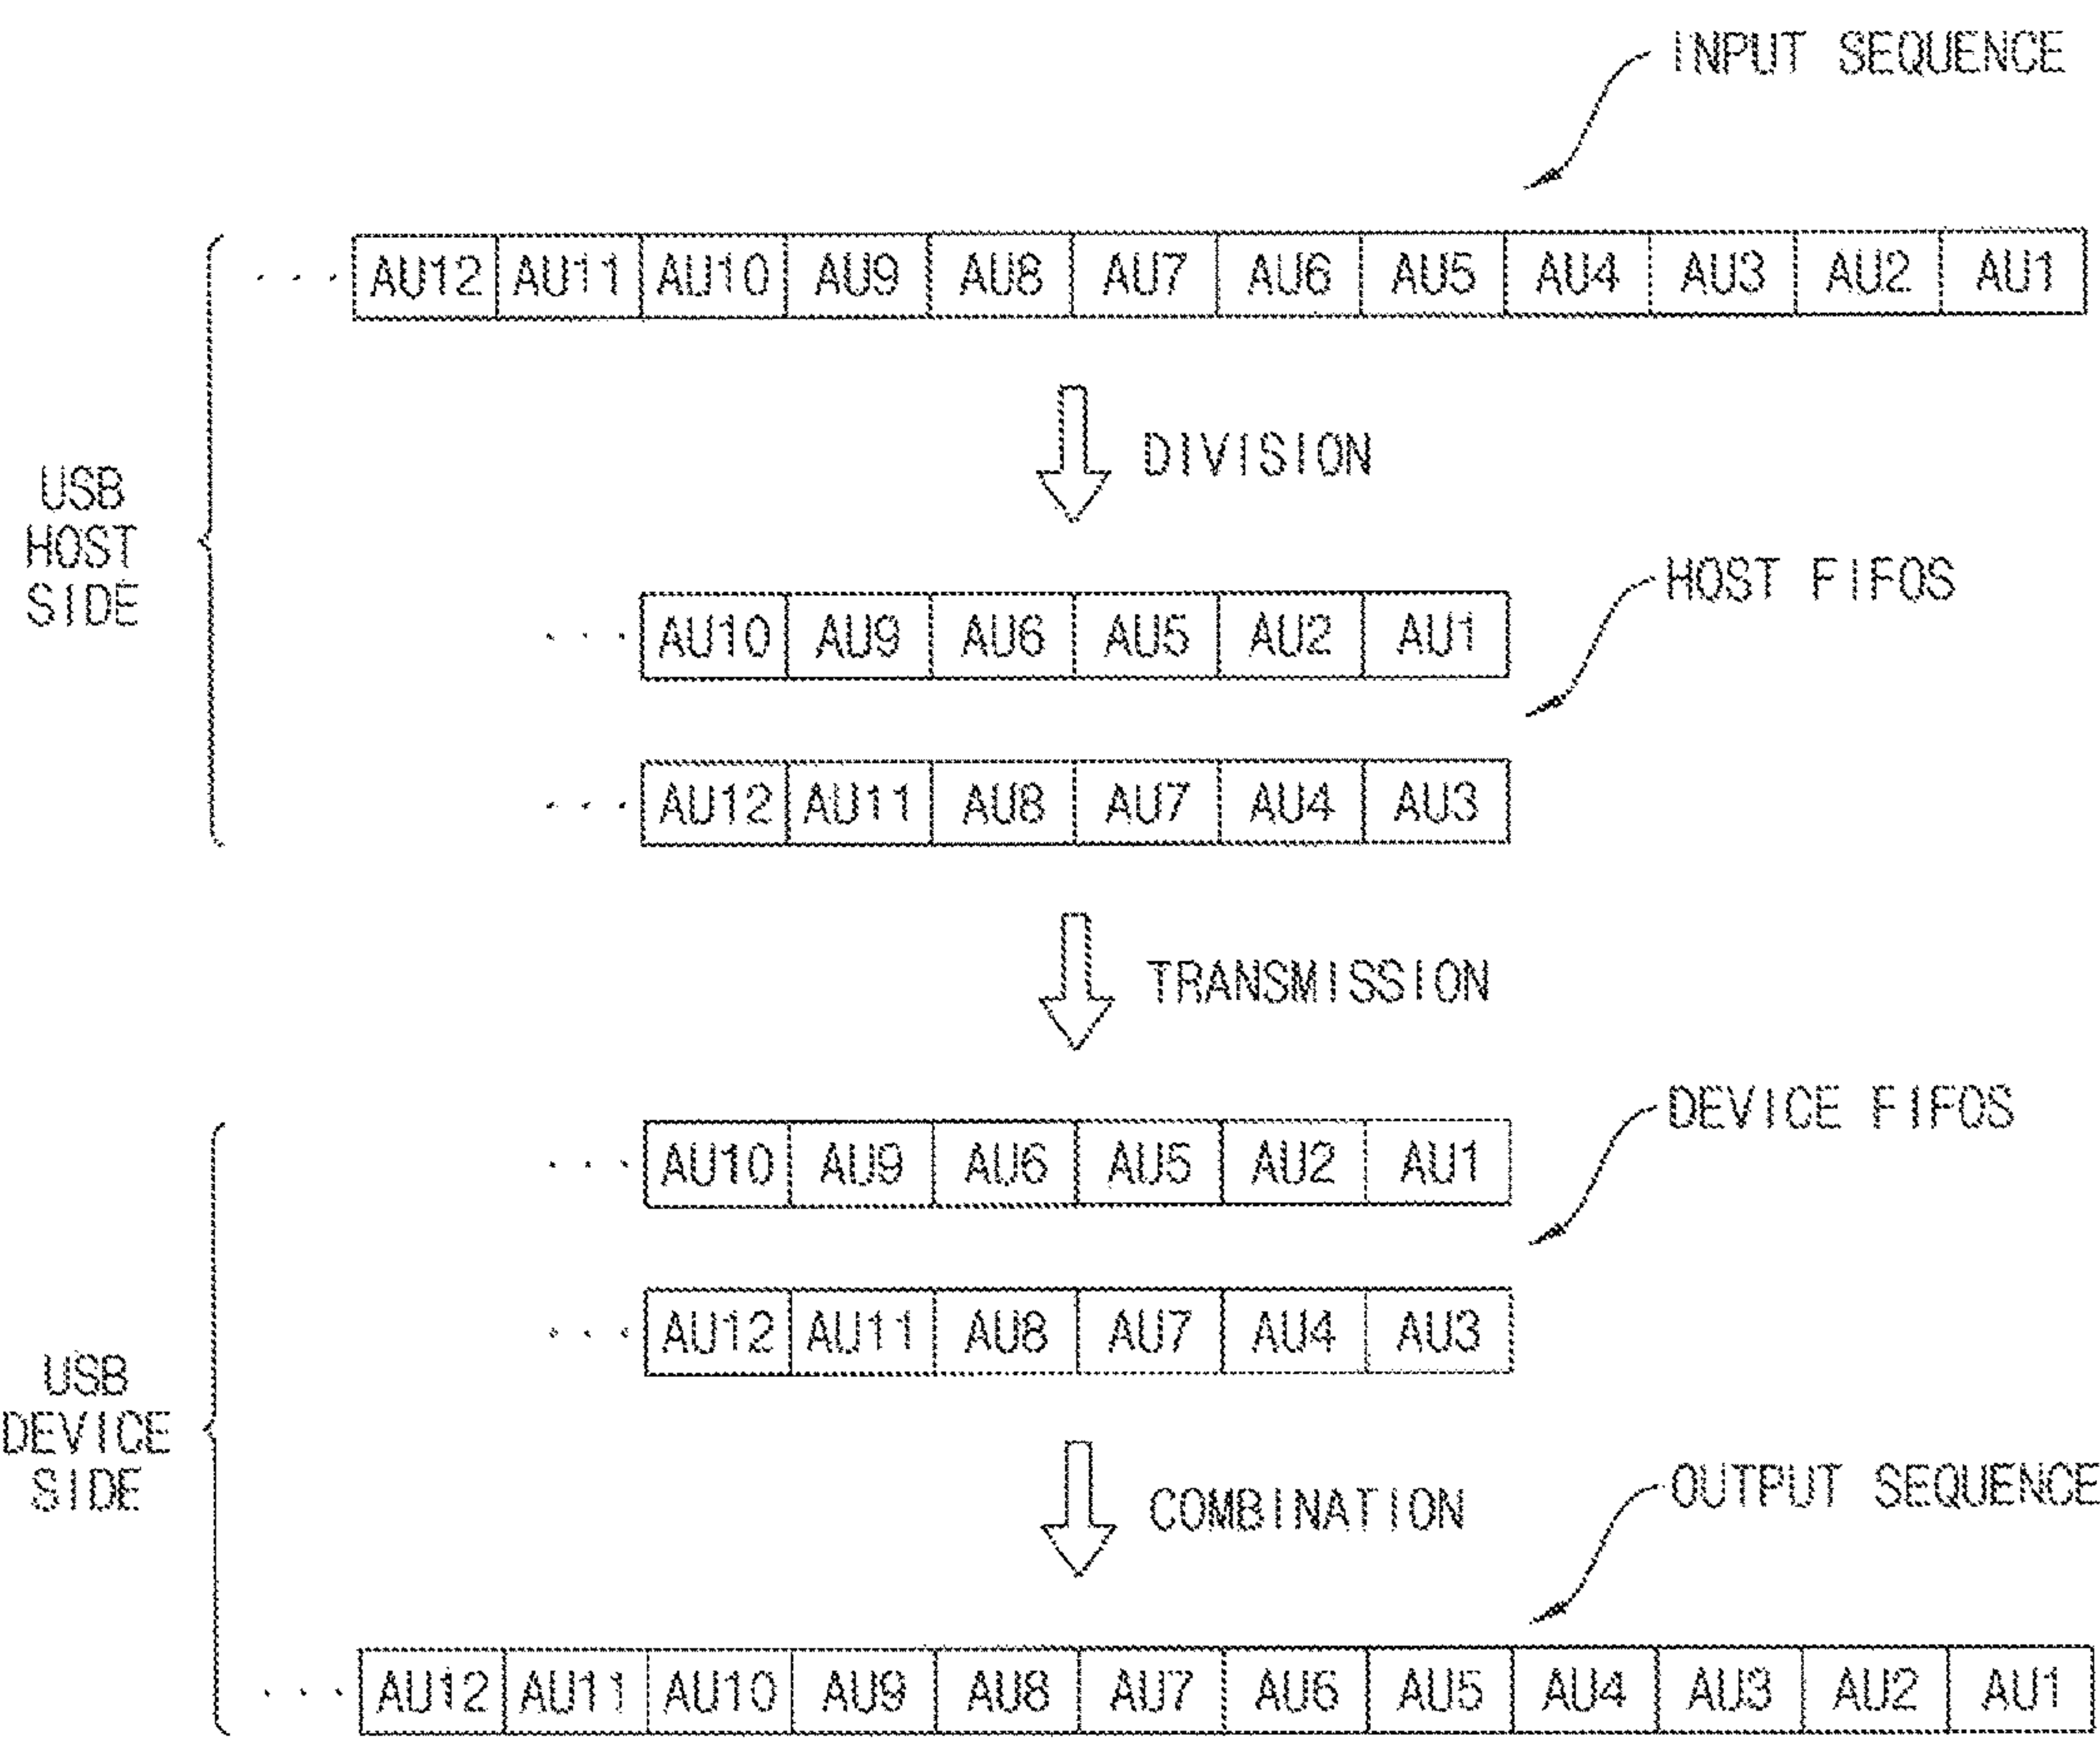 INPUT SEQUENCE
··· AU12 AU11 AU10 AU9 AU8 AU7 AU6 AU5 AU4 AU3 AU2 AU1
DIVISION
USB
HOST
SIDE
HOST FIFOS
··· AU10 AU9 AU6 AU5 AU2 AU1
··· AU12 AU11 AU8 AU7 AU4 AU3
TRANSMISSION
DEVICE FIFOS
··· AU10 AU9 AU6 AU5 AU2 AU1
··· AU12 AU11 AU8 AU7 AU4 AU3
USB
DEVICE
SIDE
COMBINATION
OUTPUT SEQUENCE
··· AU12 AU11 AU10 AU9 AU8 AU7 AU6 AU5 AU4 AU3 AU2 AU1